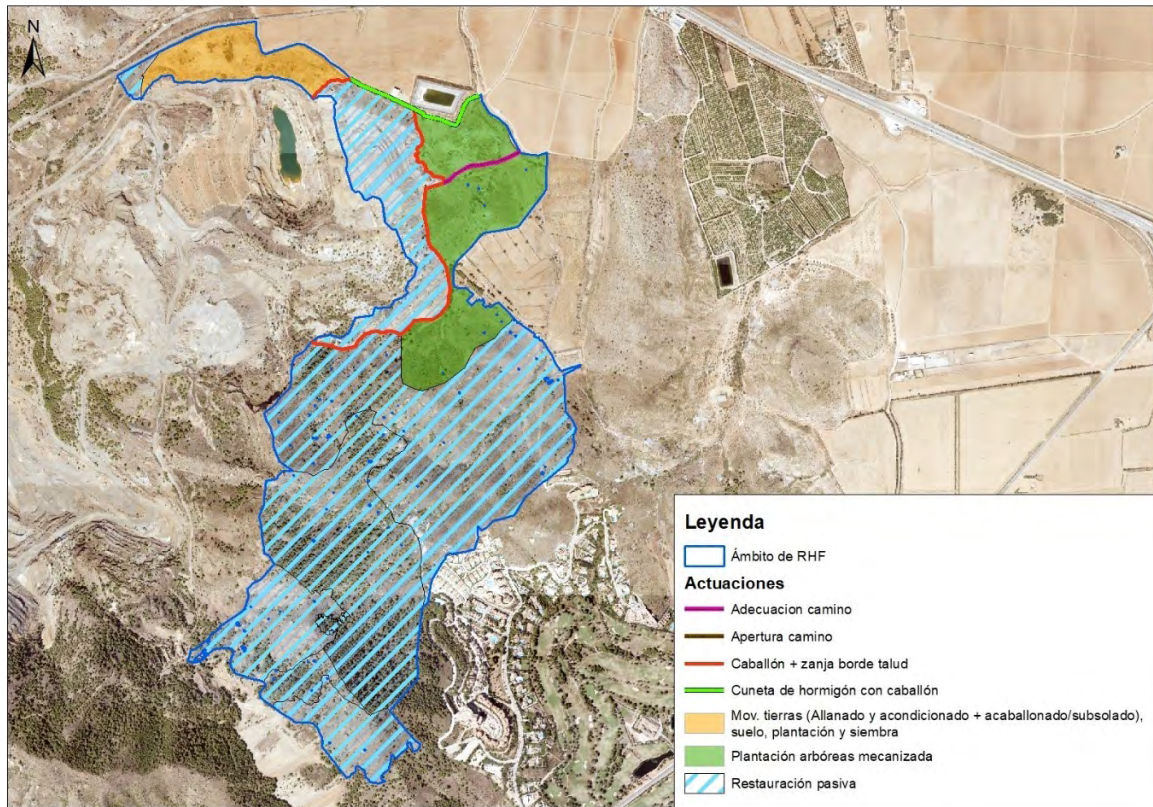 N
Leyenda
Ámbito de RHF
Actuaciones
Adecuacion camino
Apertura camino
Caballón + zanja borde talud
Cuneta de hormigón con caballón
Mov. tierras (Allanado y acondicionado + acaballonado/subsolado),
suelo, plantación y siembra
Plantación arbóreas mecanizada
Restauración pasiva